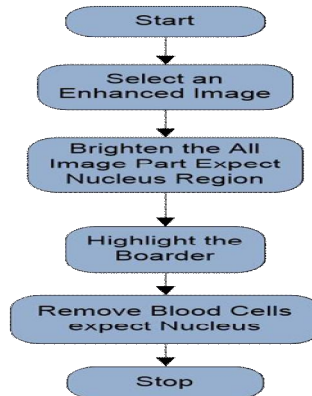 Start
Select an
Enhanced Image
Brighten the All
Image Part Expect
Nucleus Region
Highlight the
Boarder
Remove Blood Cells
expect Nucleus
Stop